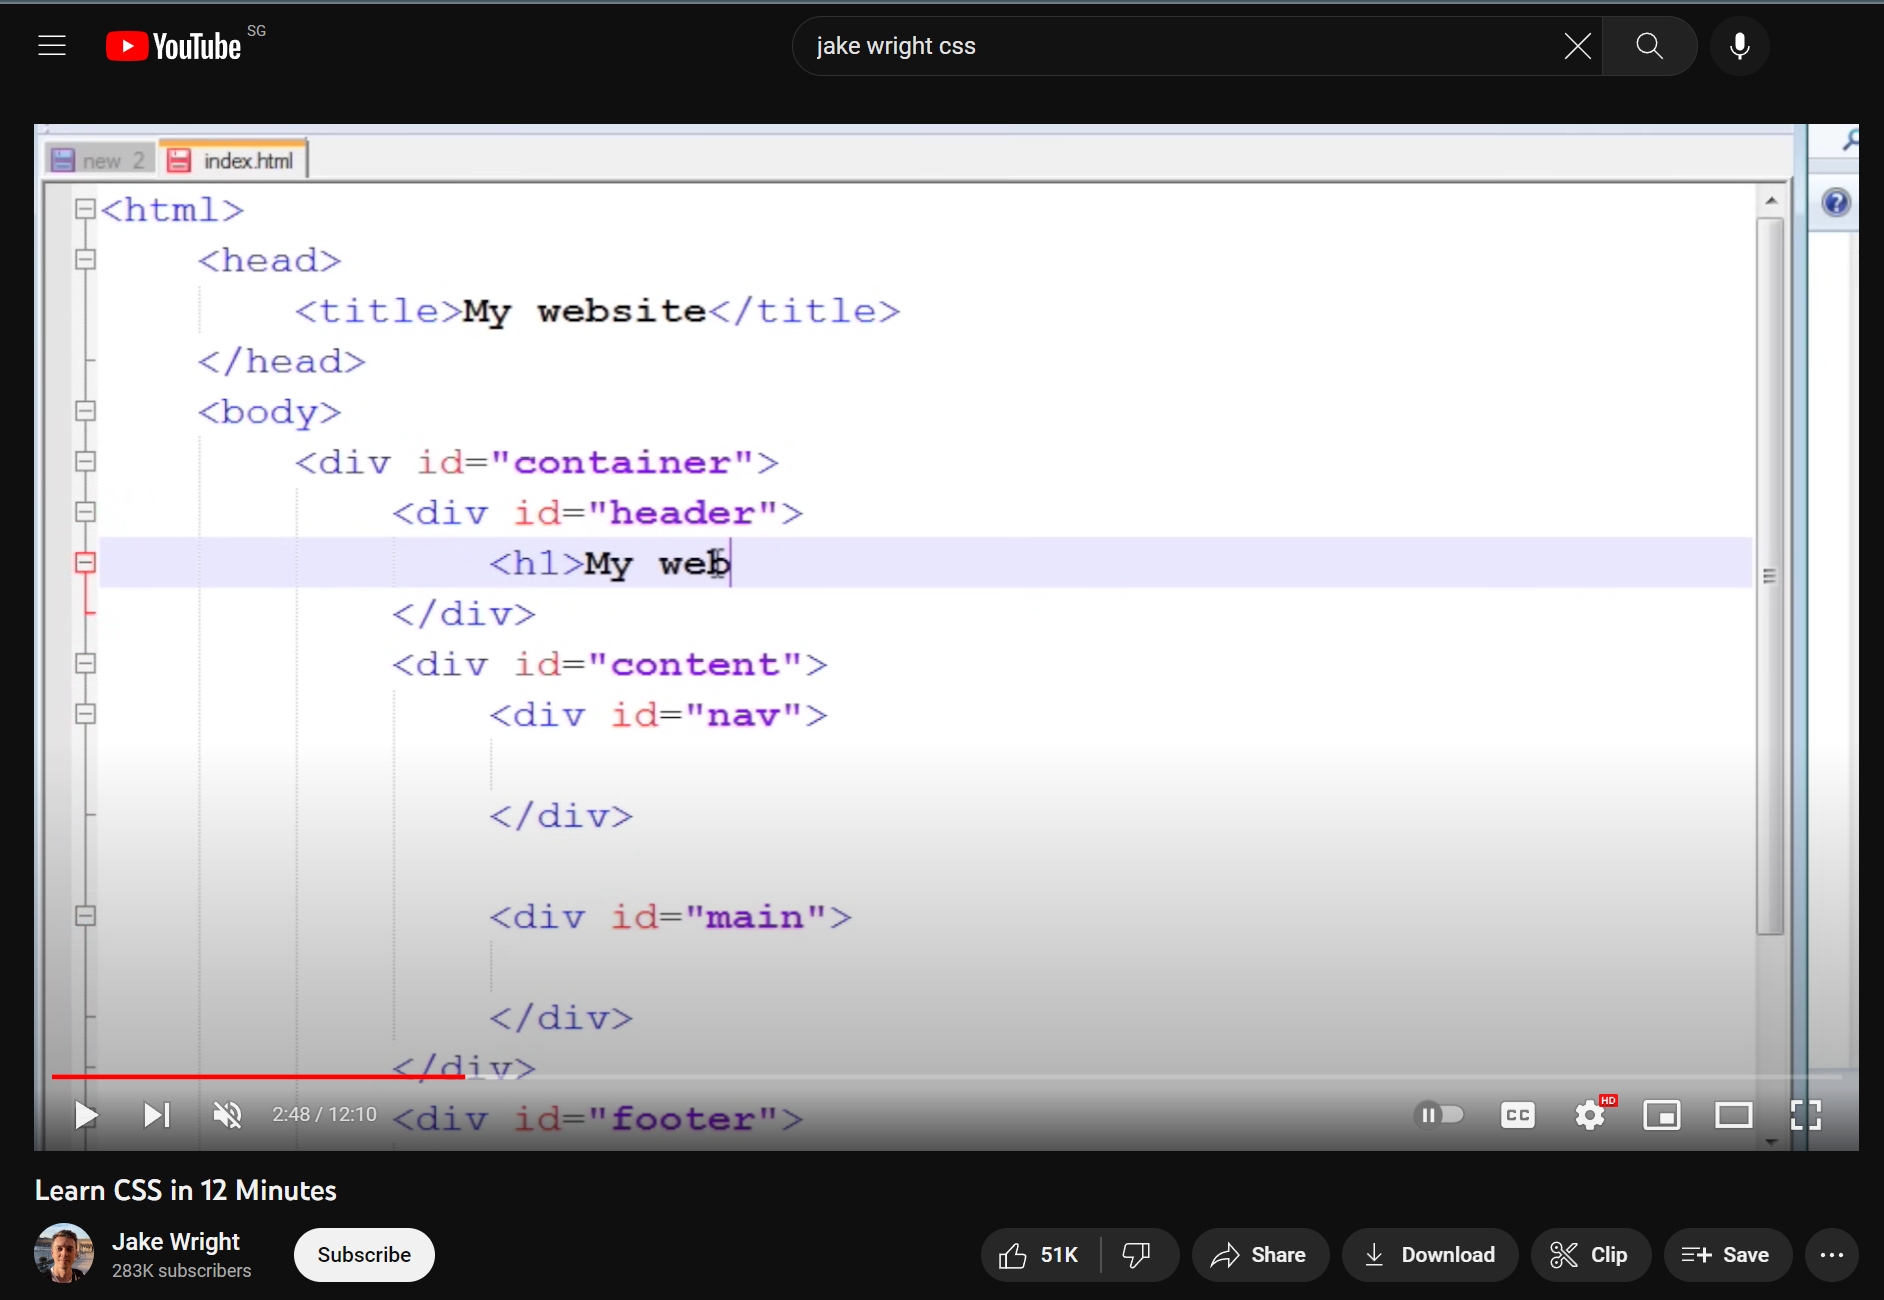 YouTube SG
jake wright css
new 2
index.html
<html>
<head>
<title>My website</title>
</head>
<body>
<div id="container">
<div id="header">
<h1>My web
</div>
<div id="content">
<div id="nav">
</div>
<div id="main">
</div>
</div>
<div id="footer">
2:48 / 12:10
CC
HD
Learn CSS in 12 Minutes
Jake Wright
283K subscribers
Subscribe
51K
Share
Download
Clip
Save